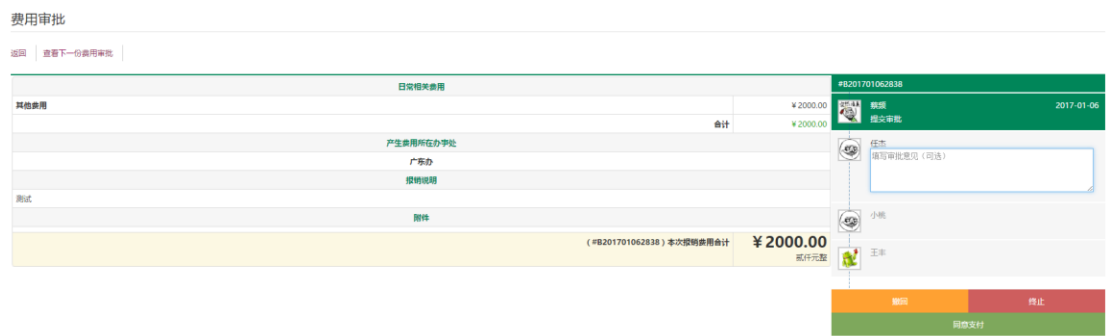 费用审批
返回 查看下一份费用审批
日常相关费用
其他费用 ¥2000.00
合计 ¥2000.00
产生费用所在办事处
广东办
报销说明
测试
附件
(#B201701062838)本次报销费用合计 ¥2000.00
贰仟元整
#B201701062838
2017-01-06
提交审批
任杰
填写审批意见(可选)
小桃
王丰
撤回 终止
同意支付